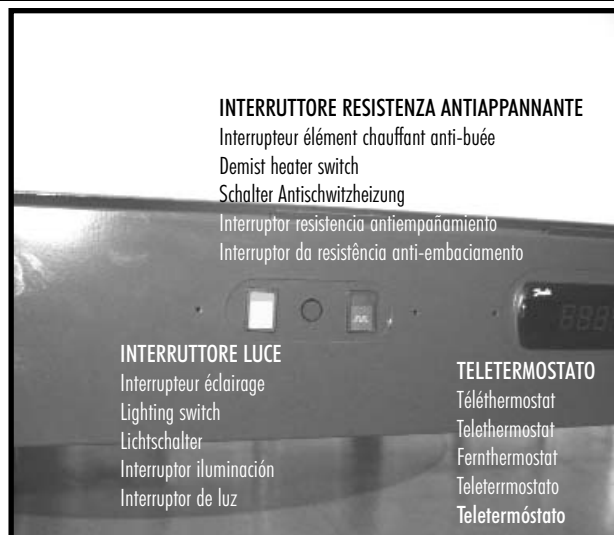 INTERRUTTORE RESISTENZA ANTIAPPANNANTE
Interrupteur élément chauffant anti-buée
Demist heater switch
Schalter Antischwitzheizung
Interruptor resistencia antiempañamiento
Interruptor da resistência anti-embaciamento
INTERRUTTORE LUCE
Interrupteur éclairage
Lighting switch
Lichtschalter
Interruptor iluminación
Interruptor de luz
TELETERMOSTATO
Téléthermostat
Telethermostat
Fernthermostat
Teleterrmostato
Teletermóstato